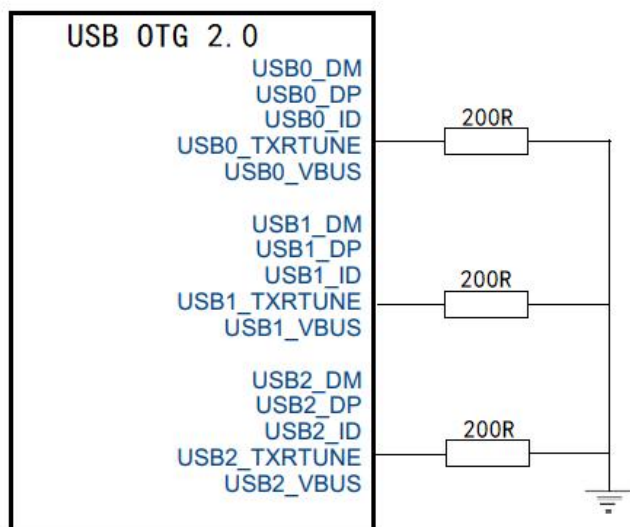 USB OTG 2.0
USB0_DM
USB0_DP
USB0_ID
USB0_TXRTUNE
USB0_VBUS
200R
USB1_DM
USB1_DP
USB1_ID
USB1_TXRTUNE
USB1_VBUS
200R
USB2_DM
USB2_DP
USB2_ID
USB2_TXRTUNE
USB2_VBUS
200R